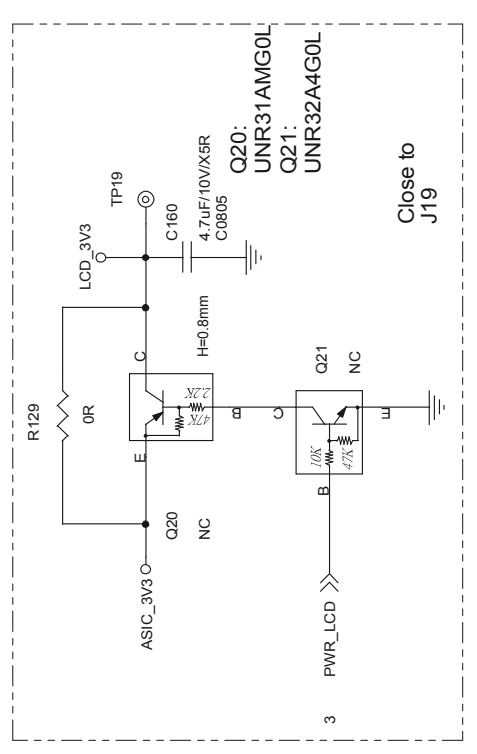 R129
0R
LCD_3V3
TP19
C160
4.7uF/10V/X5R
C0805
H=0.8mm
Q20:
UNR31AMG0L
Q21:
UNR32A4G0L
Close to
J19
ASIC_3V3
E
C
47K
2.2K
B
Q20
NC
C
Q21
NC
10K
47K
B
E
PWR_LCD
3